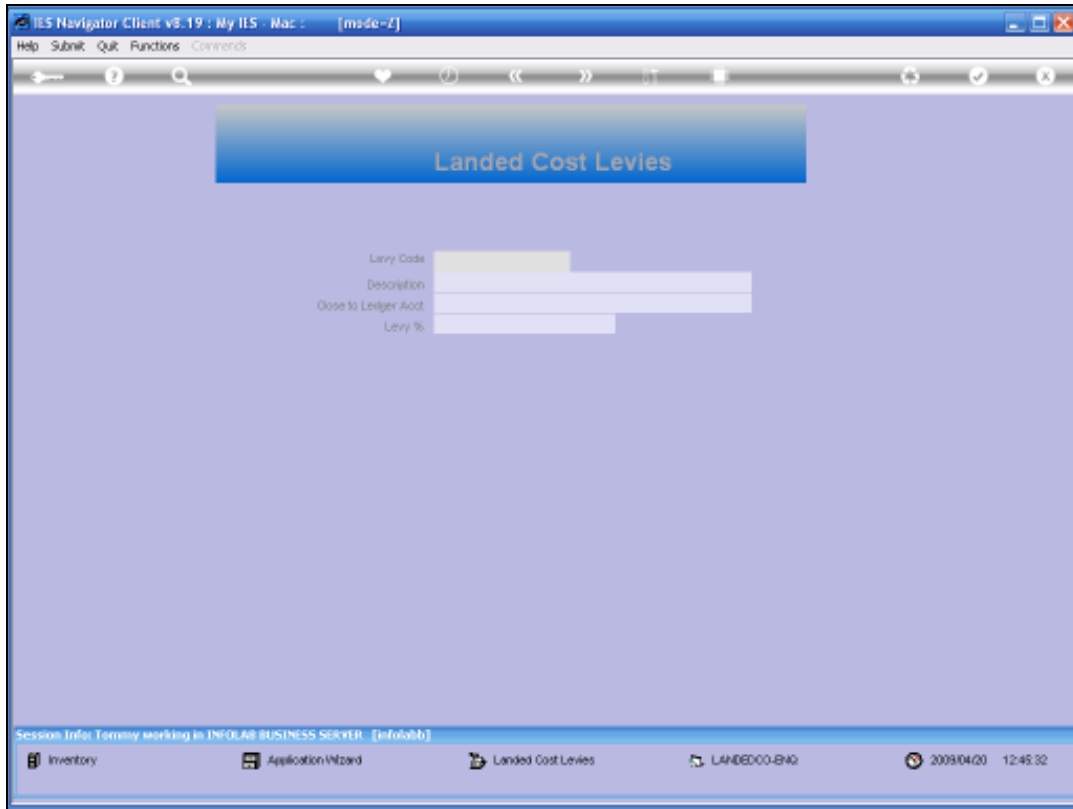 IES Navigator Client v8.19 : My IES - Mac : [mode=Z]
Help Submit Quit Functions Commands
Landed Cost Levies
Levy Code
Description
Close to Ledger Acct
Levy %
Session Info: Tommy working in INFOLAB BUSINESS SERVER [infolabb]
Inventory Application Wizard Landed Cost Levies LANDEDCO-ENQ 2009/04/20 12:45:32